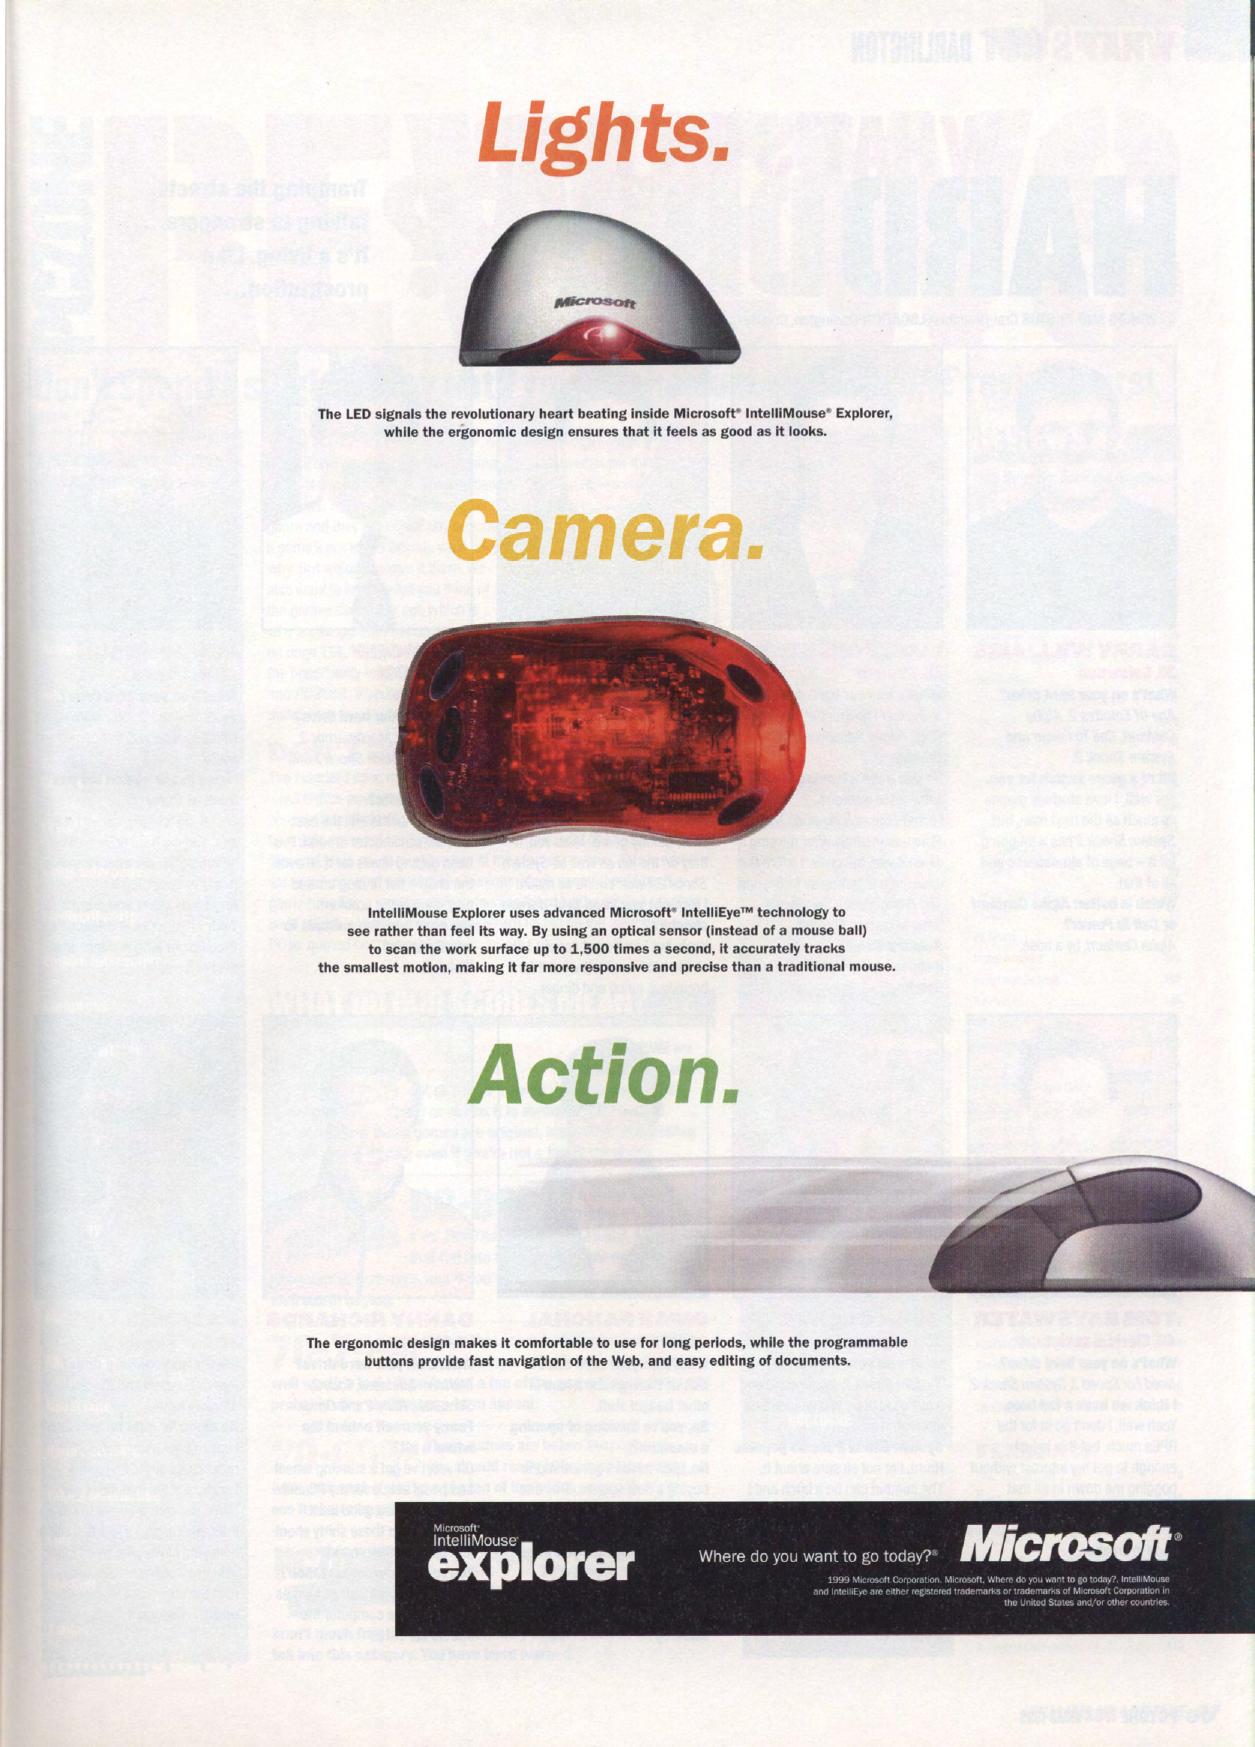 Lights.
Microsoft
The LED signals the revolutionary heart beating inside Microsoft® IntelliMouse® Explorer,
while the ergonomic design ensures that it feels as good as it looks.
Camera.
IntelliMouse Explorer uses advanced Microsoft® IntelliEye™ technology to
see rather than feel its way. By using an optical sensor (instead of a mouse ball)
to scan the work surface up to 1,500 times a second, it accurately tracks
the smallest motion, making it far more responsive and precise than a traditional mouse.
Action.
The ergonomic design makes it comfortable to use for long periods, while the programmable
buttons provide fast navigation of the Web, and easy editing of documents.
Microsoft®
IntelliMouse®
explorer
Where do you want to go today?®
Microsoft®
1999 Microsoft Corporation. Microsoft, Where do you want to go today?, IntelliMouse
and IntelliEye are either registered trademarks or trademarks of Microsoft Corporation in
the United States and/or other countries.